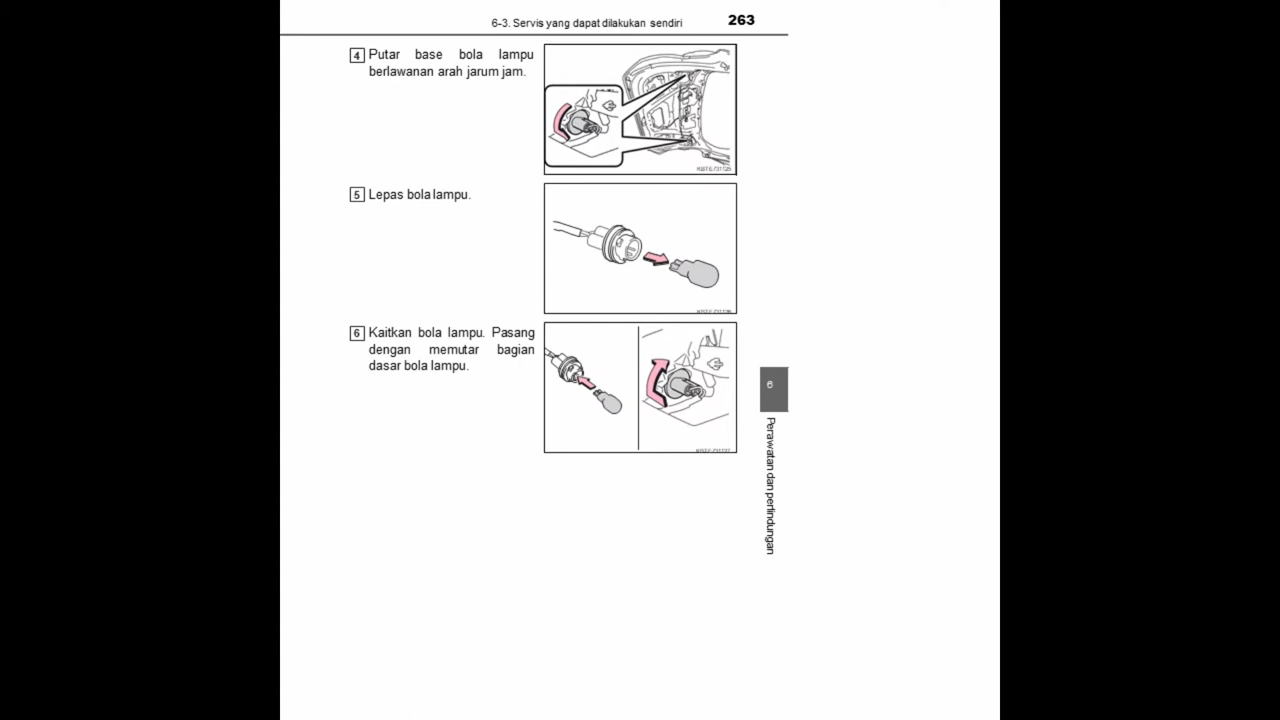 6-3. Servis yang dapat dilakukan sendiri
263
4 Putar base bola lampu
berlawanan arah jarum jam.
5 Lepas bola lampu.
6 Kaitkan bola lampu. Pasang
dengan memutar bagian
dasar bola lampu.
6
Perawatan dan perlindungan